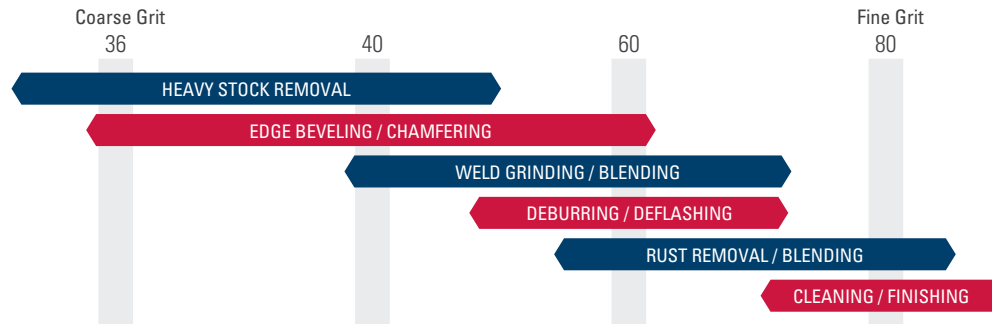 Coarse Grit
Fine Grit
36
40
60
80
HEAVY STOCK REMOVAL
EDGE BEVELING / CHAMFERING
WELD GRINDING / BLENDING
DEBURRING / DEFLASHING
RUST REMOVAL / BLENDING
CLEANING / FINISHING